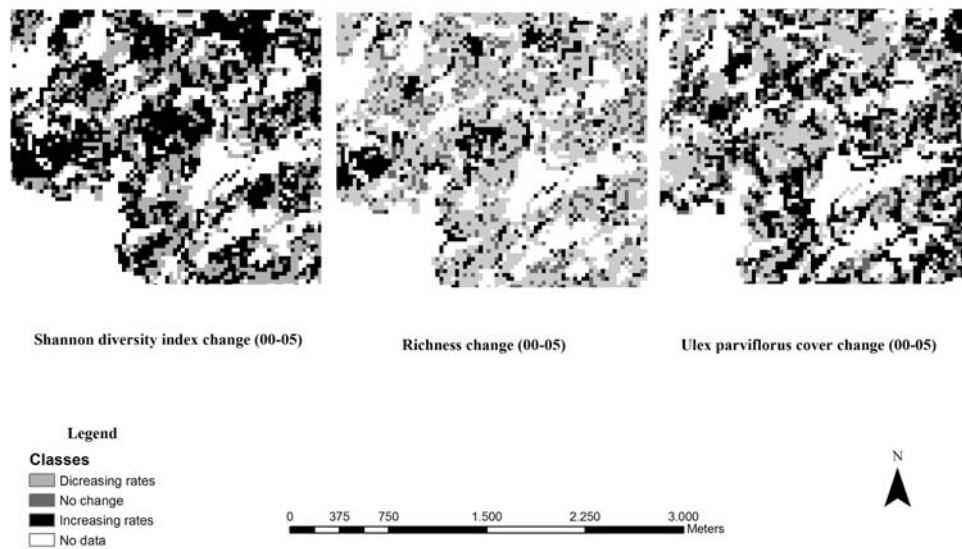 Shannon diversity index change (00-05)
Richness change (00-05)
Ulex parviflorus cover change (00-05)
Legend
Classes
Dicreasing rates
No change
Increasing rates
No data
N
0 375 750 1.500 2.250 3.000
Meters